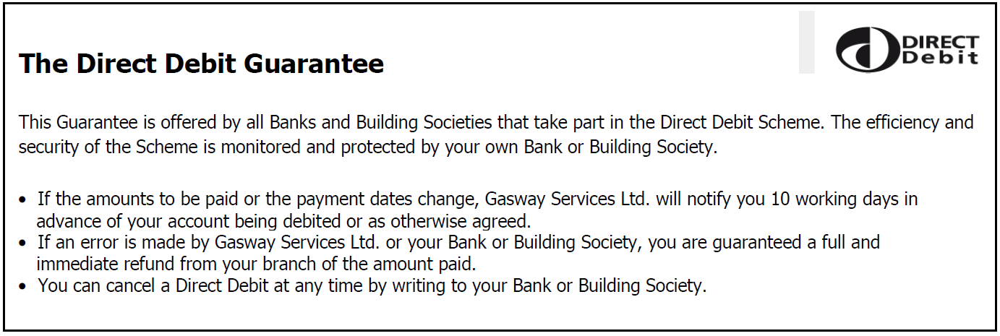 DIRECT
Debit
The Direct Debit Guarantee
This Guarantee is offered by all Banks and Building Societies that take part in the Direct Debit Scheme. The efficiency and
security of the Scheme is monitored and protected by your own Bank or Building Society.
• If the amounts to be paid or the payment dates change, Gasway Services Ltd. will notify you 10 working days in
advance of your account being debited or as otherwise agreed.
• If an error is made by Gasway Services Ltd. or your Bank or Building Society, you are guaranteed a full and
immediate refund from your branch of the amount paid.
• You can cancel a Direct Debit at any time by writing to your Bank or Building Society.